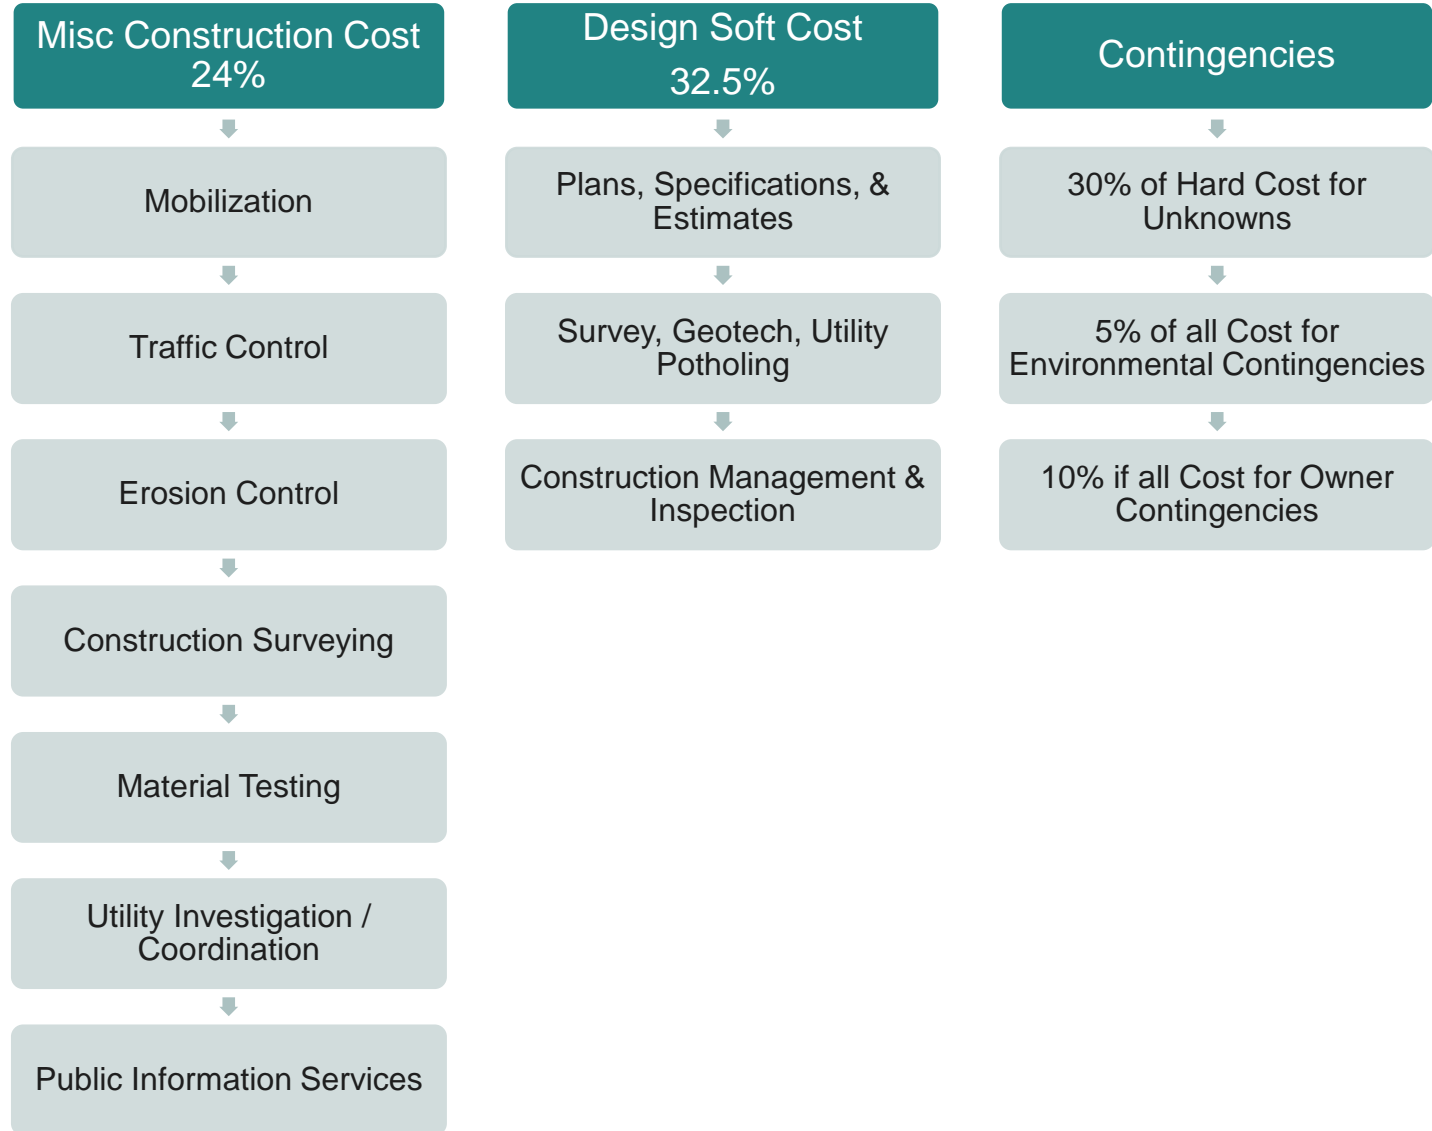 Misc Construction Cost
24%
Mobilization
Traffic Control
Erosion Control
Construction Surveying
Material Testing
Utility Investigation /
Coordination
Public Information Services
Design Soft Cost
32.5%
Plans, Specifications, &
Estimates
Survey, Geotech, Utility
Potholing
Construction Management &
Inspection
Contingencies
30% of Hard Cost for
Unknowns
5% of all Cost for
Environmental Contingencies
10% if all Cost for Owner
Contingencies